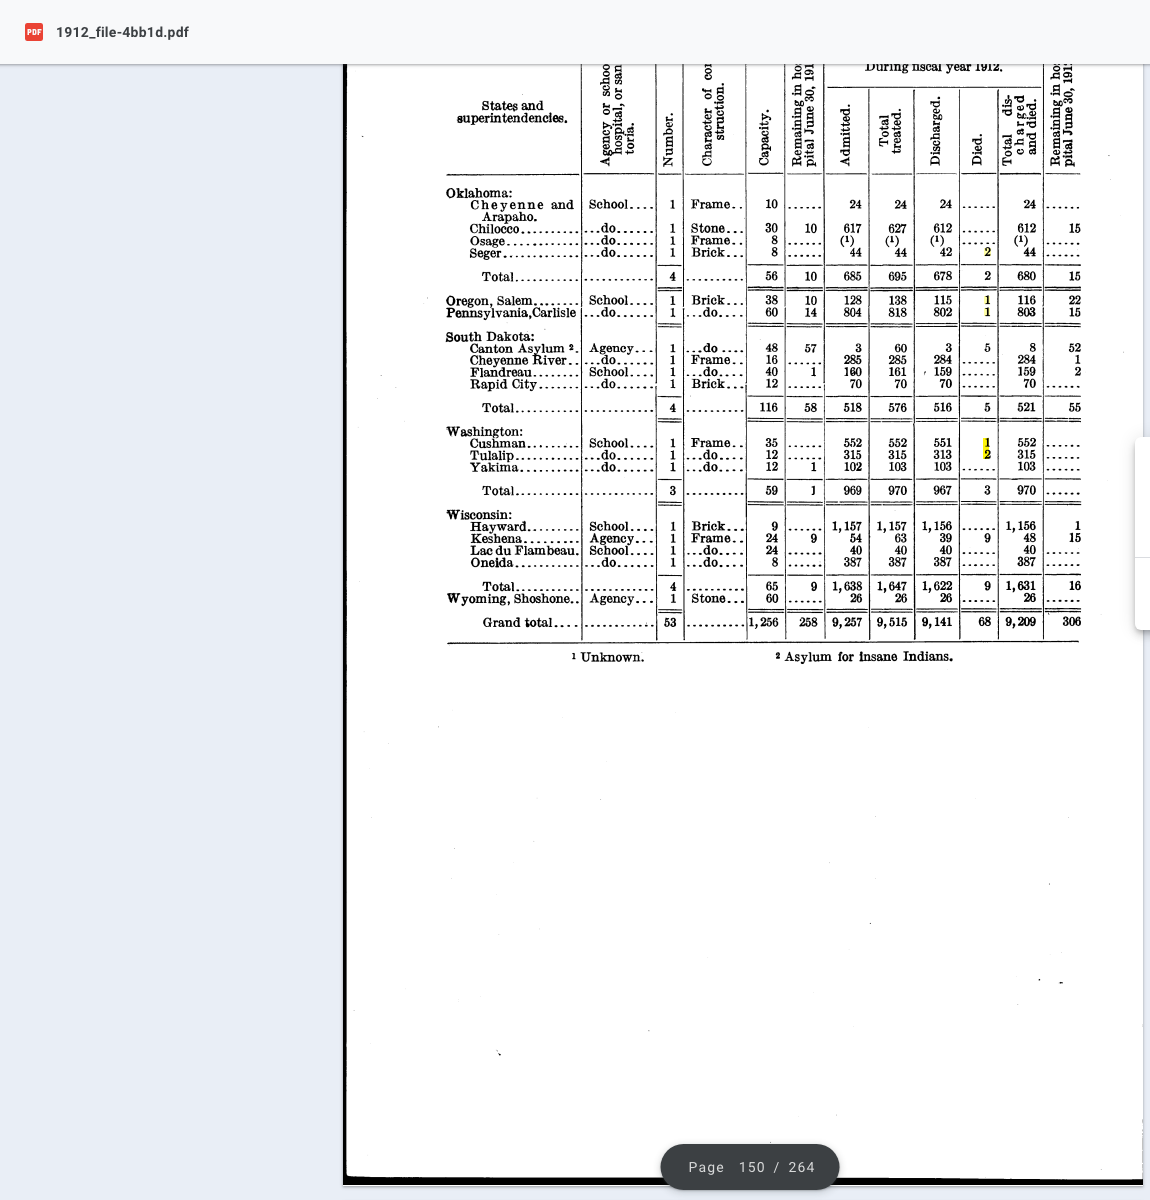 PDF 1912_file-4bb1d.pdf
During fiscal year 1912.
States and superintendencies.
Agency or school hospital, or sanatoria.
Number.
Character of construction.
Capacity.
Remaining in hospital June 30, 191
Admitted.
Total treated.
Discharged.
Died.
Total discharged and died.
Remaining in hospital June 30, 191
Oklahoma:
Cheyenne and Arapaho. School.... 1 Frame.. 10 ...... 24 24 24 ...... 24 ......
Chilocco.......... ...do...... 1 Stone... 30 10 617 627 612 ...... 612 15
Osage............. ...do...... 1 Frame.. 8 ...... (1) (1) (1) ...... (1) ......
Seger............. ...do...... 1 Brick... 8 ...... 44 44 42 2 44 ......
Total........... ............ 4 .......... 56 10 685 695 678 2 680 15
Oregon, Salem........ School.... 1 Brick... 38 10 128 138 115 1 116 22
Pennsylvania,Carlisle ...do...... 1 ...do.... 60 14 804 818 802 1 803 15
South Dakota:
Canton Asylum 2. Agency... 1 ...do.... 48 57 3 60 3 5 8 52
Cheyenne River.. ...do...... 1 Frame.. 16 ...... 285 285 284 ...... 284 1
Flandreau........ School.... 1 ...do.... 40 1 160 161 159 ...... 159 2
Rapid City....... ...do...... 1 Brick... 12 ...... 70 70 70 ...... 70 ......
Total........... ............ 4 .......... 116 58 518 576 516 5 521 55
Washington:
Cushman......... School.... 1 Frame.. 35 ...... 552 552 551 1 552 ......
Tulalip........... ...do...... 1 ...do.... 12 ...... 315 315 313 2 315 ......
Yakima.......... ...do...... 1 ...do.... 12 1 102 103 103 ...... 103 ......
Total........... ............ 3 .......... 59 1 969 970 967 3 970 ......
Wisconsin:
Hayward......... School.... 1 Brick... 9 ...... 1,157 1,157 1,156 ...... 1,156 1
Keshena......... Agency... 1 Frame.. 24 9 54 63 39 9 48 15
Lac du Flambeau. School.... 1 ...do.... 24 ...... 40 40 40 ...... 40 ......
Oneida........... ...do...... 1 ...do.... 8 ...... 387 387 387 ...... 387 ......
Total........... ............ 4 .......... 65 9 1,638 1,647 1,622 9 1,631 16
Wyoming, Shoshone.. Agency... 1 Stone... 60 ...... 26 26 26 ...... 26 ......
Grand total.... ............ 53 .......... 1,256 258 9,257 9,515 9,141 68 9,209 306
1 Unknown. 2 Asylum for insane Indians.
Page 150 / 264